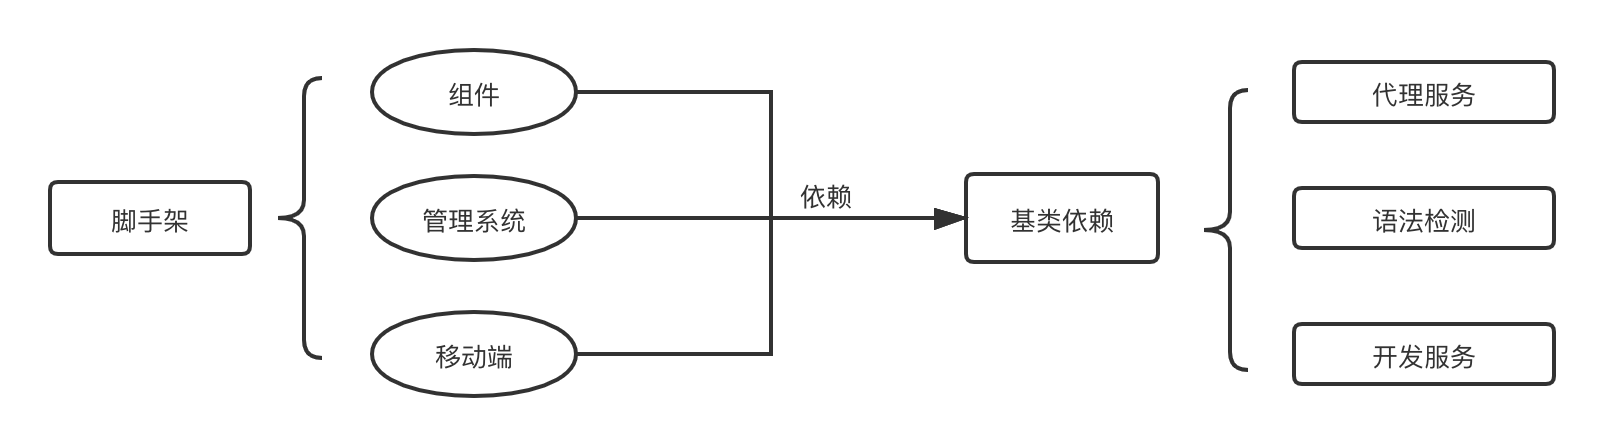 脚手架
组件
管理系统
移动端
依赖
基类依赖
代理服务
语法检测
开发服务